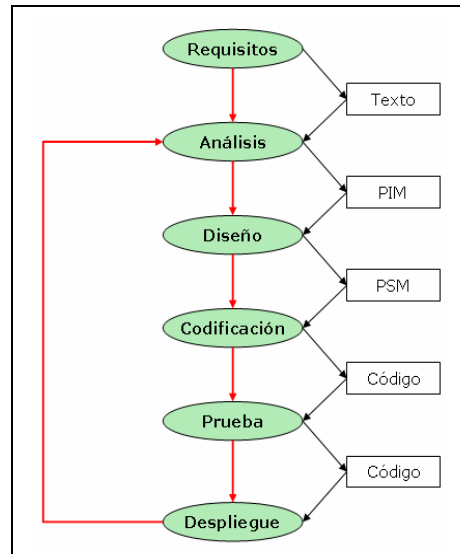 Requisitos
Texto
Análisis
PIM
Diseño
PSM
Codificación
Código
Prueba
Código
Despliegue